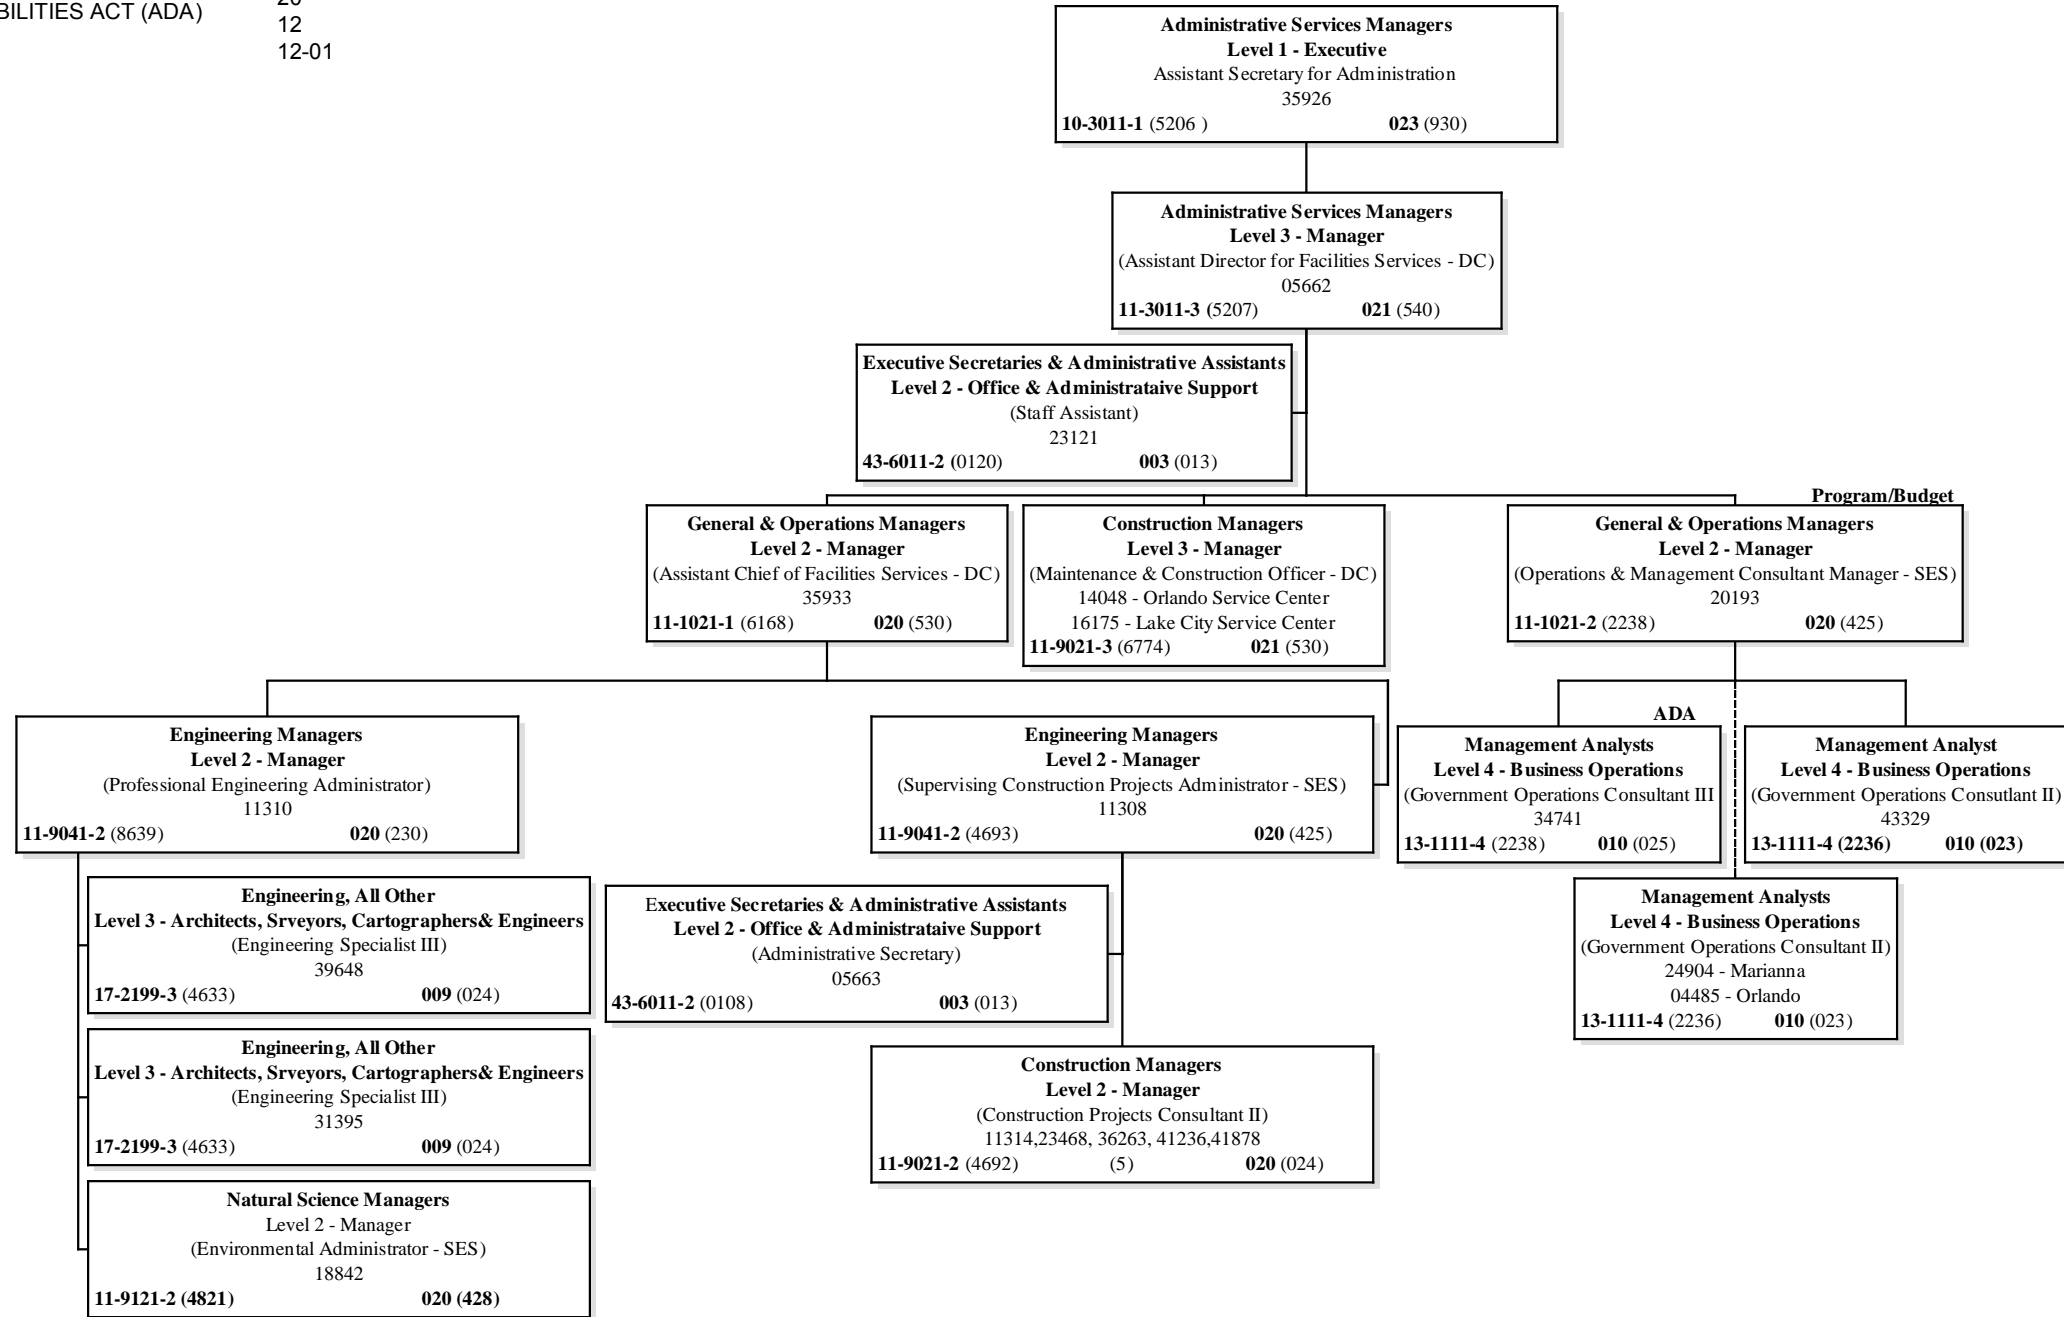 BILITIES ACT (ADA)
20
12
12-01
Administrative Services Managers
Level 1 - Executive
Assistant Secretary for Administration
35926
10-3011-1 (5206 ) 023 (930)
Administrative Services Managers
Level 3 - Manager
(Assistant Director for Facilities Services - DC)
05662
11-3011-3 (5207) 021 (540)
Executive Secretaries & Administrative Assistants
Level 2 - Office & Administrataive Support
(Staff Assistant)
23121
43-6011-2 (0120) 003 (013)
General & Operations Managers
Level 2 - Manager
(Assistant Chief of Facilities Services - DC)
35933
11-1021-1 (6168) 020 (530)
Construction Managers
Level 3 - Manager
(Maintenance & Construction Officer - DC)
14048 - Orlando Service Center
16175 - Lake City Service Center
11-9021-3 (6774) 021 (530)
Program/Budget
General & Operations Managers
Level 2 - Manager
(Operations & Management Consultant Manager - SES)
20193
11-1021-2 (2238) 020 (425)
Engineering Managers
Level 2 - Manager
(Professional Engineering Administrator)
11310
11-9041-2 (8639) 020 (230)
Engineering Managers
Level 2 - Manager
(Supervising Construction Projects Administrator - SES)
11308
11-9041-2 (4693) 020 (425)
ADA
Management Analysts
Level 4 - Business Operations
(Government Operations Consultant III
34741
13-1111-4 (2238) 010 (025)
Management Analyst
Level 4 - Business Operations
(Government Operations Consutlant II)
43329
13-1111-4 (2236) 010 (023)
Engineering, All Other
Level 3 - Architects, Srveyors, Cartographers& Engineers
(Engineering Specialist III)
39648
17-2199-3 (4633) 009 (024)
Executive Secretaries & Administrative Assistants
Level 2 - Office & Administrataive Support
(Administrative Secretary)
05663
43-6011-2 (0108) 003 (013)
Management Analysts
Level 4 - Business Operations
(Government Operations Consultant II)
24904 - Marianna
04485 - Orlando
13-1111-4 (2236) 010 (023)
Engineering, All Other
Level 3 - Architects, Srveyors, Cartographers& Engineers
(Engineering Specialist III)
31395
17-2199-3 (4633) 009 (024)
Construction Managers
Level 2 - Manager
(Construction Projects Consultant II)
11314,23468, 36263, 41236,41878
11-9021-2 (4692) (5) 020 (024)
Natural Science Managers
Level 2 - Manager
(Environmental Administrator - SES)
18842
11-9121-2 (4821) 020 (428)